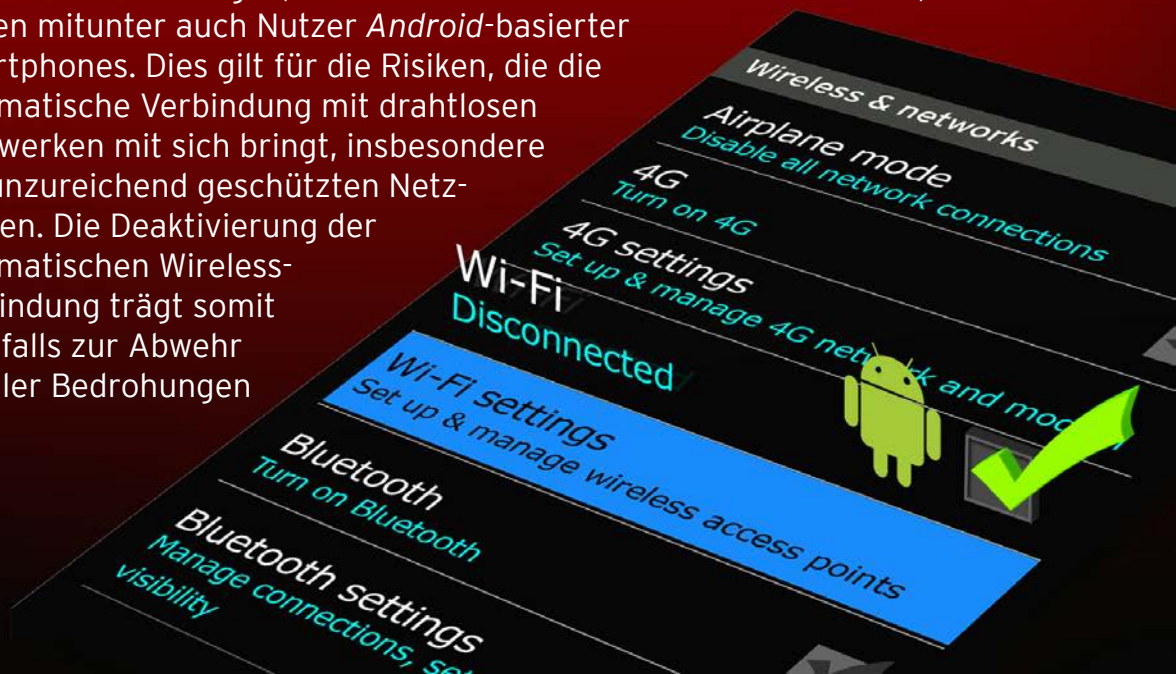 en mitunter auch Nutzer Android-basierter
rtphones. Dies gilt für die Risiken, die die
matische Verbindung mit drahtlosen
werken mit sich bringt, insbesondere
unzureichend geschützten Netz-
en. Die Deaktivierung der
matischen Wireless-
indung trägt somit
falls zur Abwehr
ler Bedrohungen
Wireless & networks
Airplane mode
Disable all network connections
4G
Turn on 4G
4G settings
Set up & manage 4G network and
Wi-Fi
Disconnected
Wi-Fi settings
Set up & manage wireless access points
Bluetooth
Turn on Bluetooth
Bluetooth settings
Manage connections, set
visibility